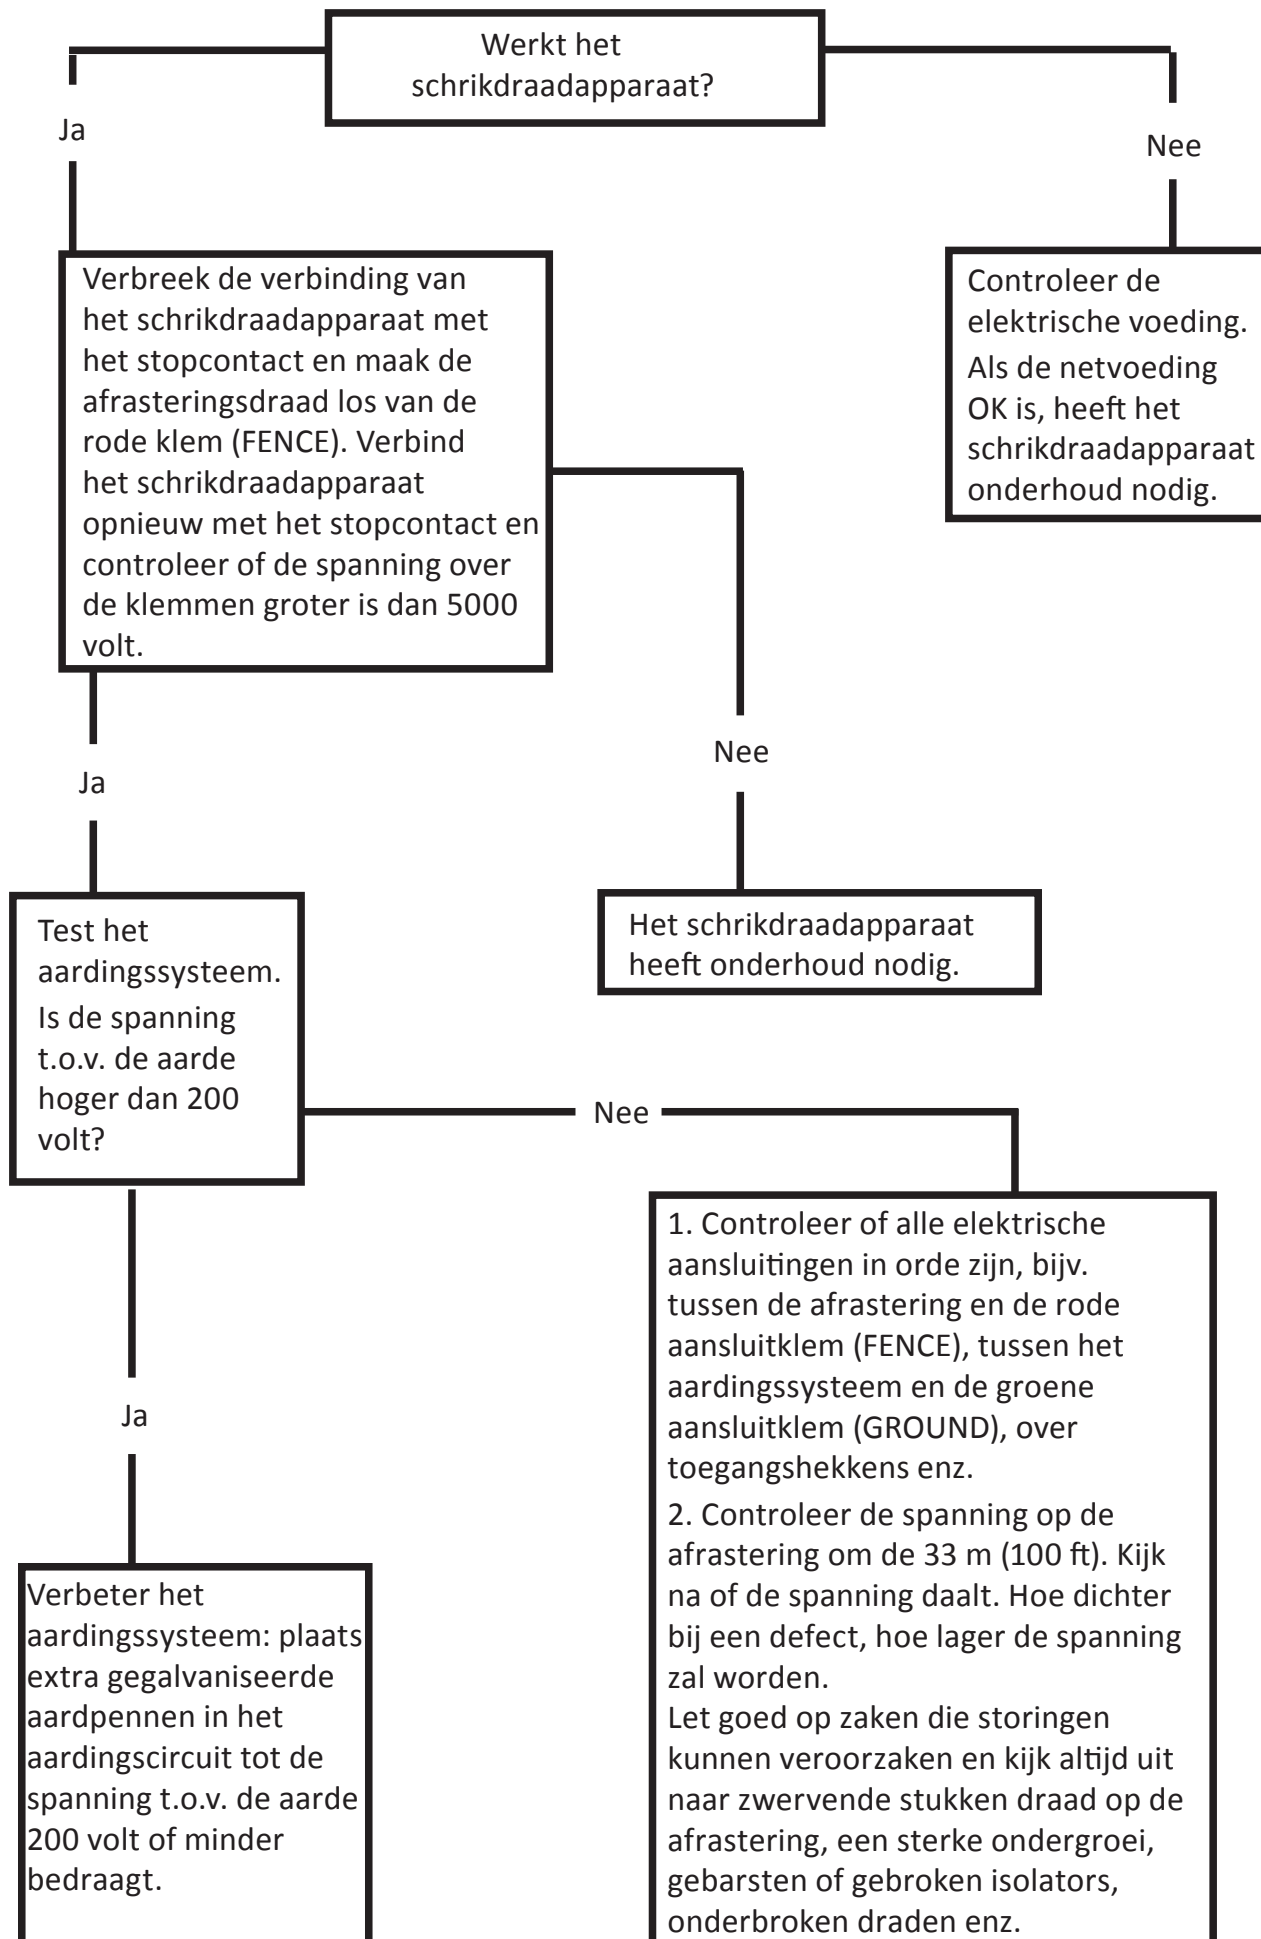 Werkt het
schrikdraadapparaat?
Ja
Nee
Verbreek de verbinding van
het schrikdraadapparaat met
het stopcontact en maak de
afrasteringsdraad los van de
rode klem (FENCE). Verbind
het schrikdraadapparaat
opnieuw met het stopcontact en
controleer of de spanning over
de klemmen groter is dan 5000
volt.
Controleer de
elektrische voeding.
Als de netvoeding
OK is, heeft het
schrikdraadapparaat
onderhoud nodig.
Ja
Nee
Test het
aardingssysteem.
Is de spanning
t.o.v. de aarde
hoger dan 200
volt?
Het schrikdraadapparaat
heeft onderhoud nodig.
Nee
Ja
1. Controleer of alle elektrische
aansluitingen in orde zijn, bijv.
tussen de afrastering en de rode
aansluitklem (FENCE), tussen het
aardingssysteem en de groene
aansluitklem (GROUND), over
toegangshekkens enz.
2. Controleer de spanning op de
afrastering om de 33 m (100 ft). Kijk
na of de spanning daalt. Hoe dichter
bij een defect, hoe lager de spanning
zal worden.
Let goed op zaken die storingen
kunnen veroorzaken en kijk altijd uit
naar zwervende stukken draad op de
afrastering, een sterke ondergroei,
gebarsten of gebroken isolators,
onderbroken draden enz.
Verbeter het
aardingssysteem: plaats
extra gegalvaniseerde
aardpennen in het
aardingscircuit tot de
spanning t.o.v. de aarde
200 volt of minder
bedraagt.